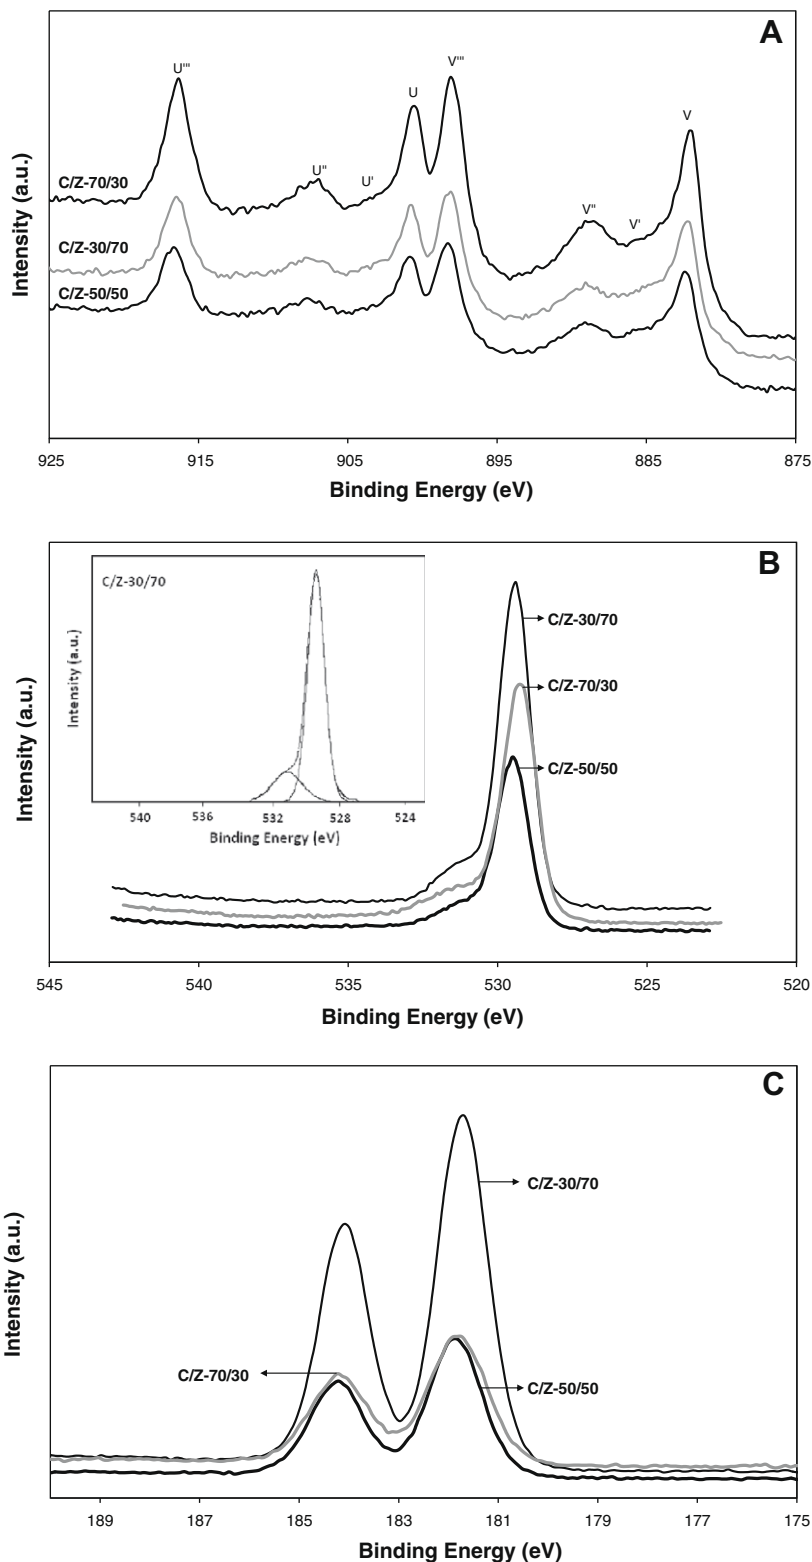 A
U'''
V'''
U
V
U''
U'
V''
V'
C/Z-70/30
C/Z-30/70
C/Z-50/50
Intensity (a.u.)
925 915 905 895 885 875
Binding Energy (eV)
B
C/Z-30/70
Intensity (a.u.)
540 536 532 528 524
Binding Energy (eV)
C/Z-30/70
C/Z-70/30
C/Z-50/50
Intensity (a.u.)
545 540 535 530 525 520
Binding Energy (eV)
C
C/Z-30/70
C/Z-70/30
C/Z-50/50
Intensity (a.u.)
189 187 185 183 181 179 177 175
Binding Energy (eV)